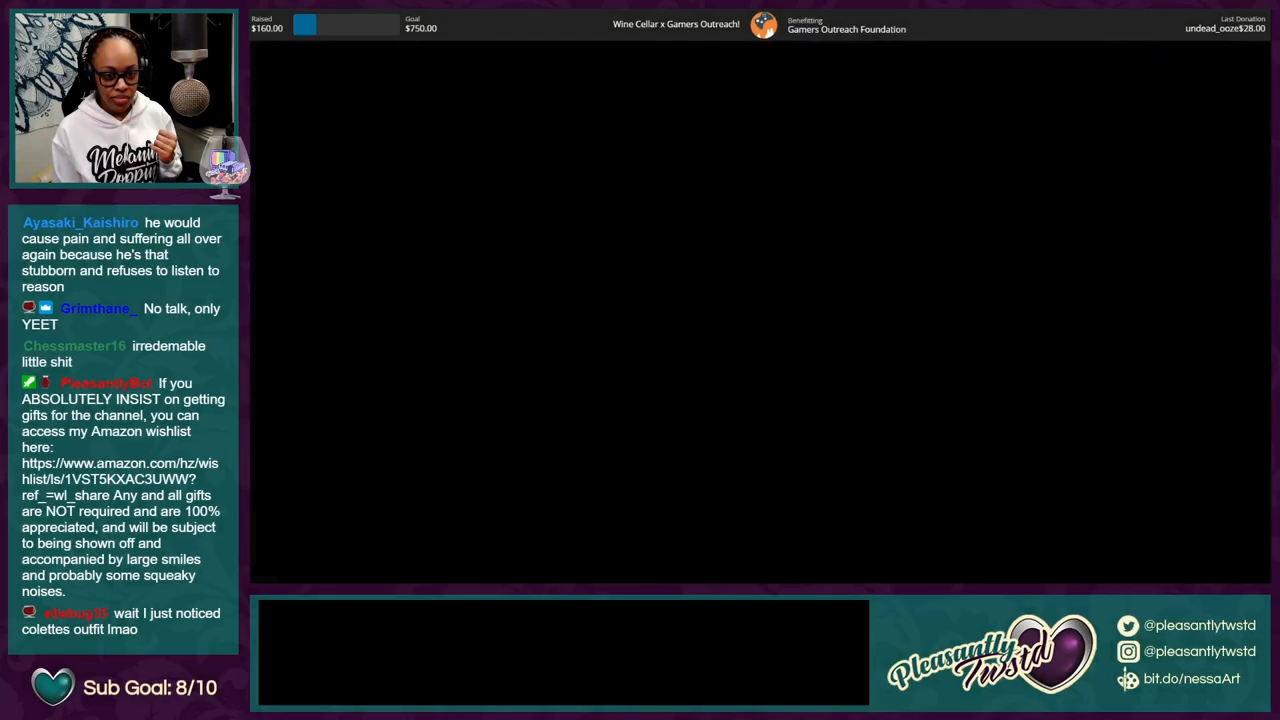 Raised
$160.00
Goal
$750.00
Wine Cellar x Gamers Outreach!
Benefitting
Gamers Outreach Foundation
Last Donation
undead_ooze$28.00
Melanin
Poppin
Ayasaki_Kaishiro he would
cause pain and suffering all over
again because he's that
stubborn and refuses to listen to
reason
Grimthane_ No talk, only
YEET
Chessmaster16 irredemable
little shit
PleasantlyBot If you
ABSOLUTELY INSIST on getting
gifts for the channel, you can
access my Amazon wishlist
here:
https://www.amazon.com/hz/wis
hlist/ls/1VST5KXAC3UWW?
ref_=wl_share Any and all gifts
are NOT required and are 100%
appreciated, and will be subject
to being shown off and
accompanied by large smiles
and probably some squeaky
noises.
elliebug35 wait I just noticed
colettes outfit lmao
Sub Goal: 8/10
Pleasantly
Twstd
@pleasantlytwstd
@pleasantlytwstd
bit.do/nessaArt